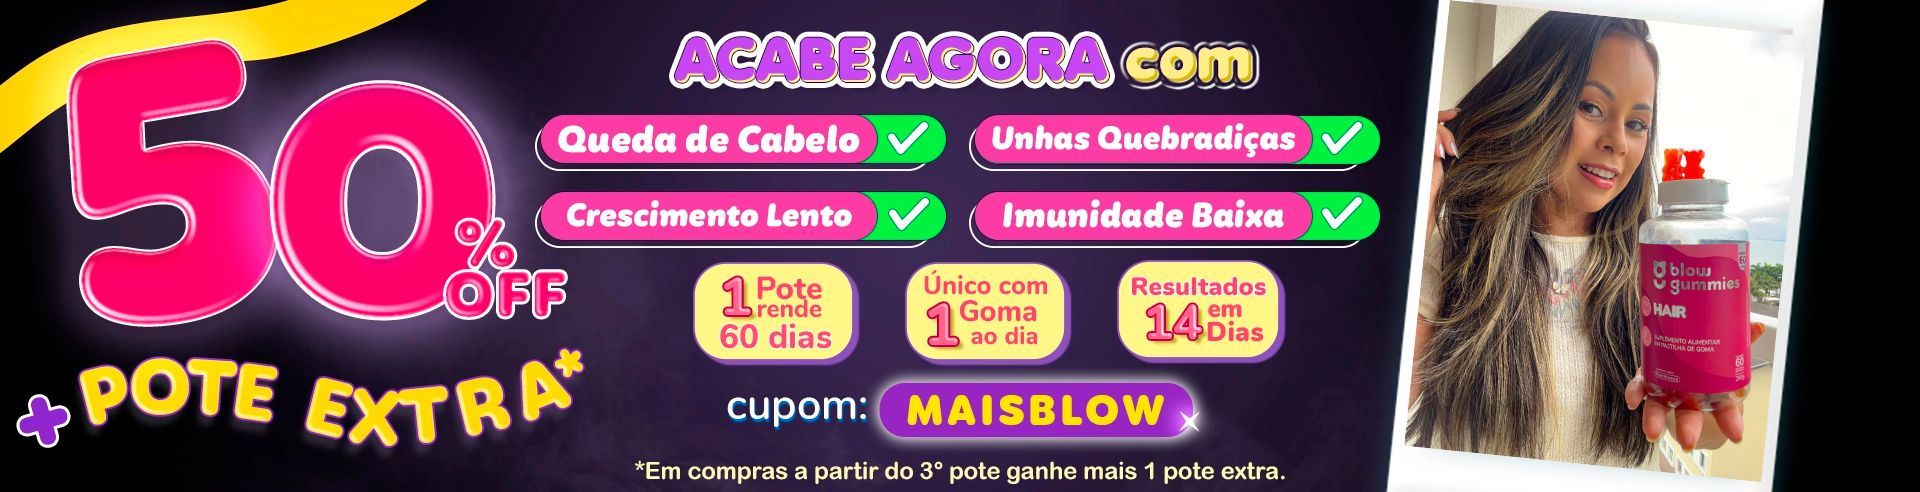 50
%
OFF
+ POTE EXTRA*
ACABE AGORA com
Queda de Cabelo
Unhas Quebradiças
Crescimento Lento
Imunidade Baixa
1 Pote
rende
60 dias
Único com
1 Goma
ao dia
Resultados
14 em
Dias
cupom: MAISBLOW
*Em compras a partir do 3° pote ganhe mais 1 pote extra.
blow
gummies
HAIR
SUPLEMENTO ALIMENTAR
EM PASTILHA DE GOMA
60